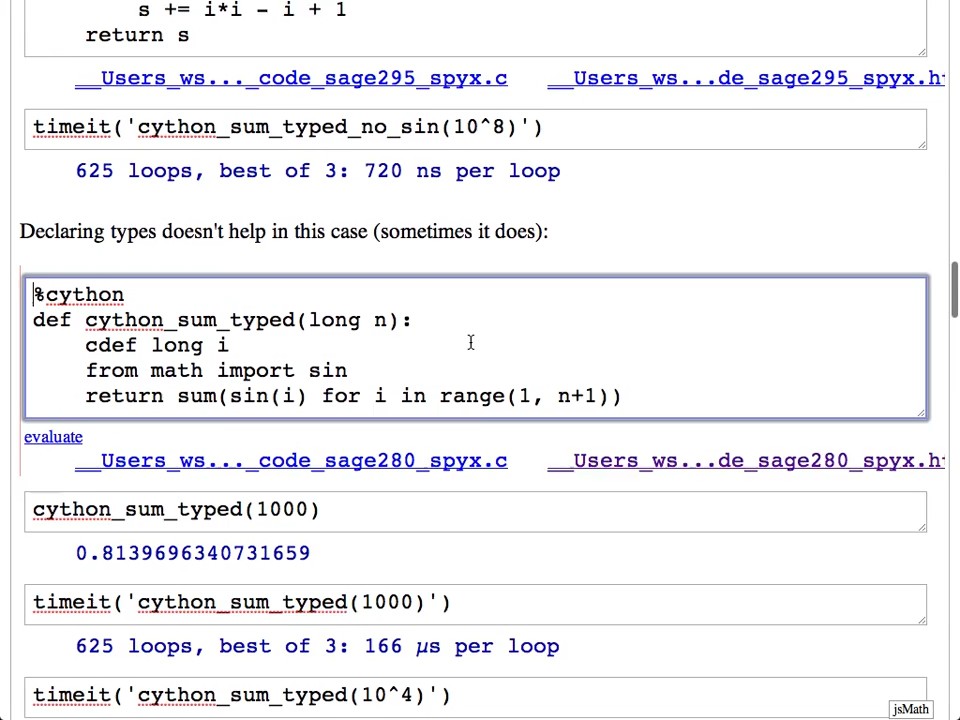 s += i*i - i + 1
return s
__Users_ws..._code_sage295_spyx.c __Users_ws...de_sage295_spyx.h
timeit('cython_sum_typed_no_sin(10^8)')
625 loops, best of 3: 720 ns per loop
Declaring types doesn't help in this case (sometimes it does):
%cython
def cython_sum_typed(long n):
cdef long i
from math import sin
return sum(sin(i) for i in range(1, n+1))
evaluate
__Users_ws..._code_sage280_spyx.c __Users_ws...de_sage280_spyx.h
cython_sum_typed(1000)
0.8139696340731659
timeit('cython_sum_typed(1000)')
625 loops, best of 3: 166 µs per loop
timeit('cython_sum_typed(10^4)')
jsMath